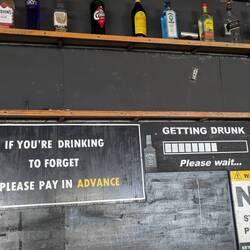 IF YOU'RE DRINKING
TO FORGET
PLEASE PAY IN ADVANCE
GETTING DRUNK
Please wait...